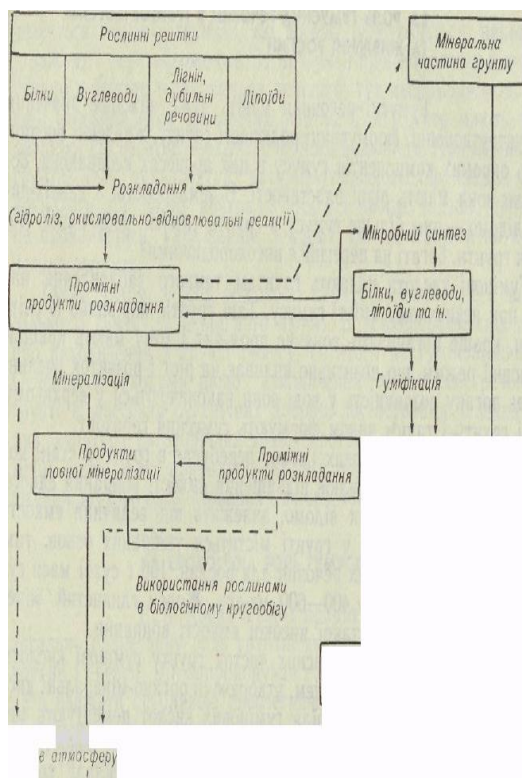 Рослинні рештки
Білки
Вуглеводи
Лігнін,
дубильні
речовини
Ліпоїди
Мінеральна
частина грунту
Розкладання
(гідроліз, окислювально-відновлювальні реакції)
Мікробний синтез
Проміжні
продукти розкладання
Білки, вуглеводи,
ліпоїди та ін.
Мінералізація
Гуміфікація
Продукти
повної мінералізації
Проміжні
продукти розкладання
Використання рослинами
в біологічному кругообігу
в атмосферу